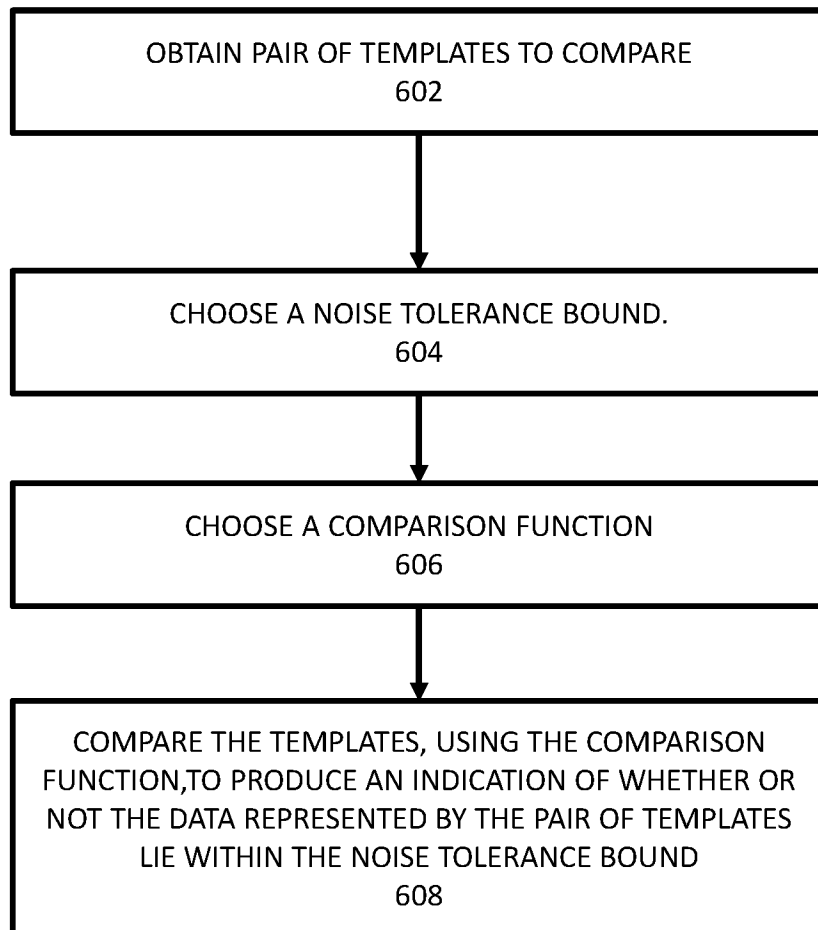 OBTAIN PAIR OF TEMPLATES TO COMPARE
602
CHOOSE A NOISE TOLERANCE BOUND.
604
CHOOSE A COMPARISON FUNCTION
606
COMPARE THE TEMPLATES, USING THE COMPARISON
FUNCTION,TO PRODUCE AN INDICATION OF WHETHER OR
NOT THE DATA REPRESENTED BY THE PAIR OF TEMPLATES
LIE WITHIN THE NOISE TOLERANCE BOUND
608